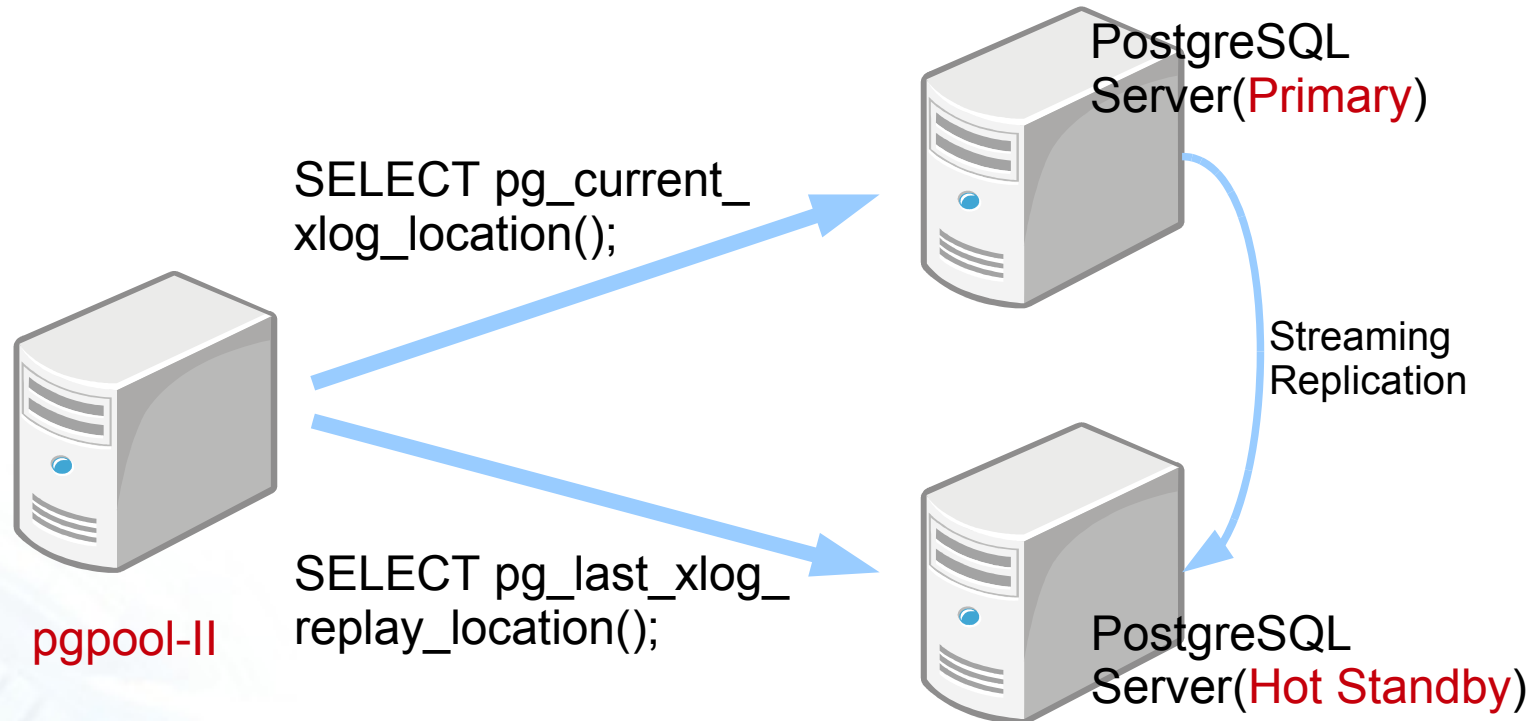 PostgreSQL
Server(Primary)
SELECT pg_current_
xlog_location();
Streaming
Replication
SELECT pg_last_xlog_
replay_location();
pgpool-II
PostgreSQL
Server(Hot Standby)